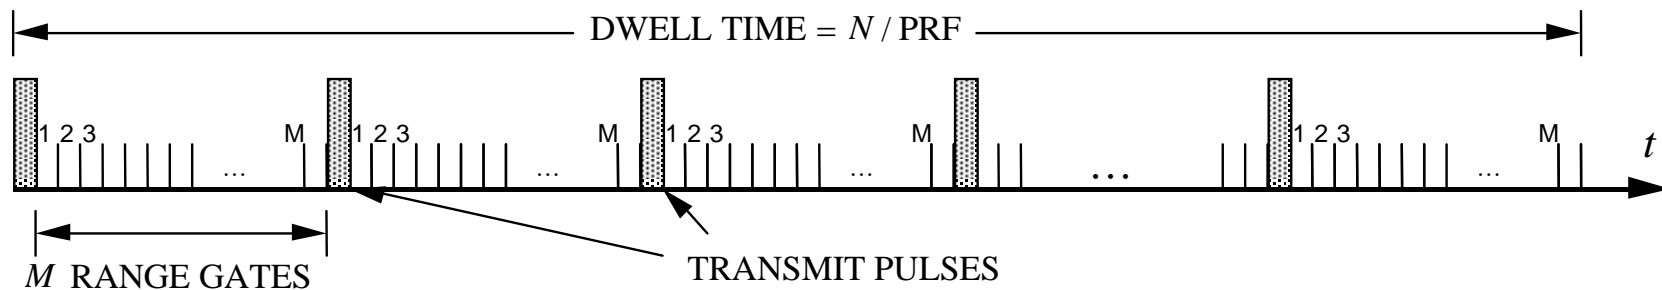 DWELL TIME = N / PRF
1 2 3 ... M 1 2 3 ... M 1 2 3 ... M ... 1 2 3 ... M t
M RANGE GATES
TRANSMIT PULSES